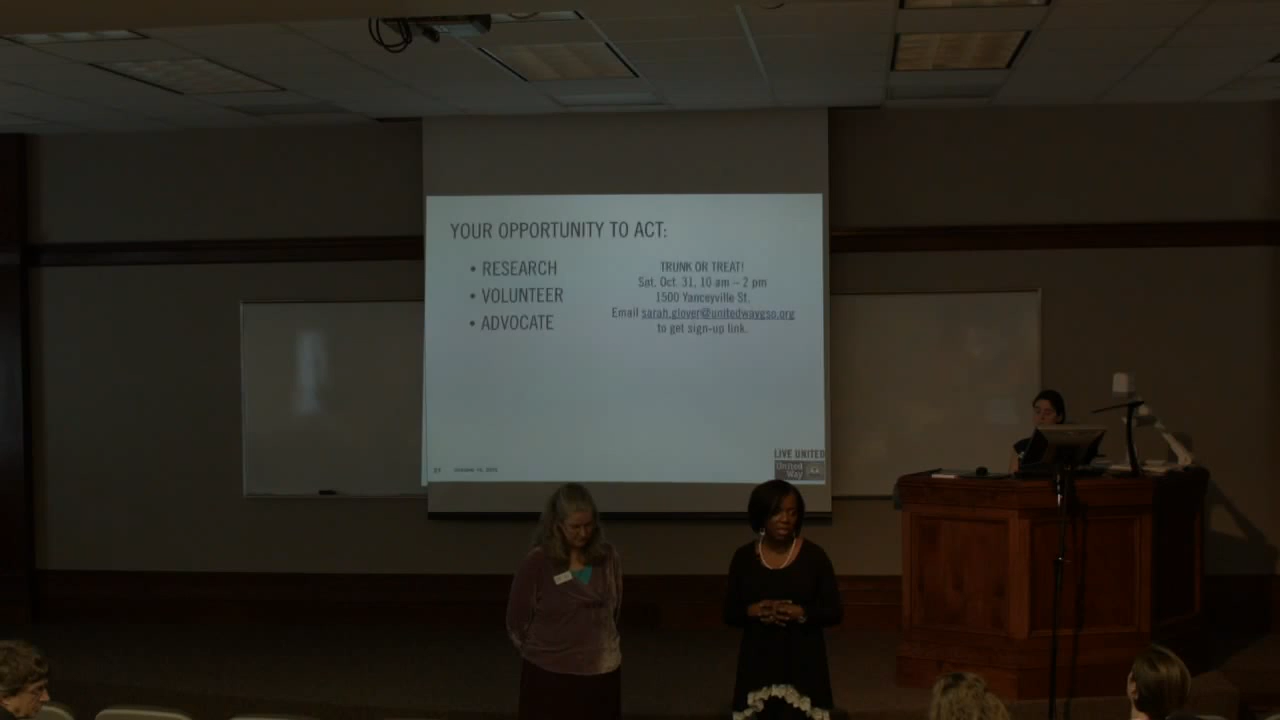 YOUR OPPORTUNITY TO ACT:
• RESEARCH
• VOLUNTEER
• ADVOCATE
TRUNK OR TREAT!
Sat. Oct. 31, 10 am – 2 pm
1500 Yanceyville St.
Email sarah.glover@unitedwaygso.org
to get sign-up link.
LIVE UNITED
United
Way